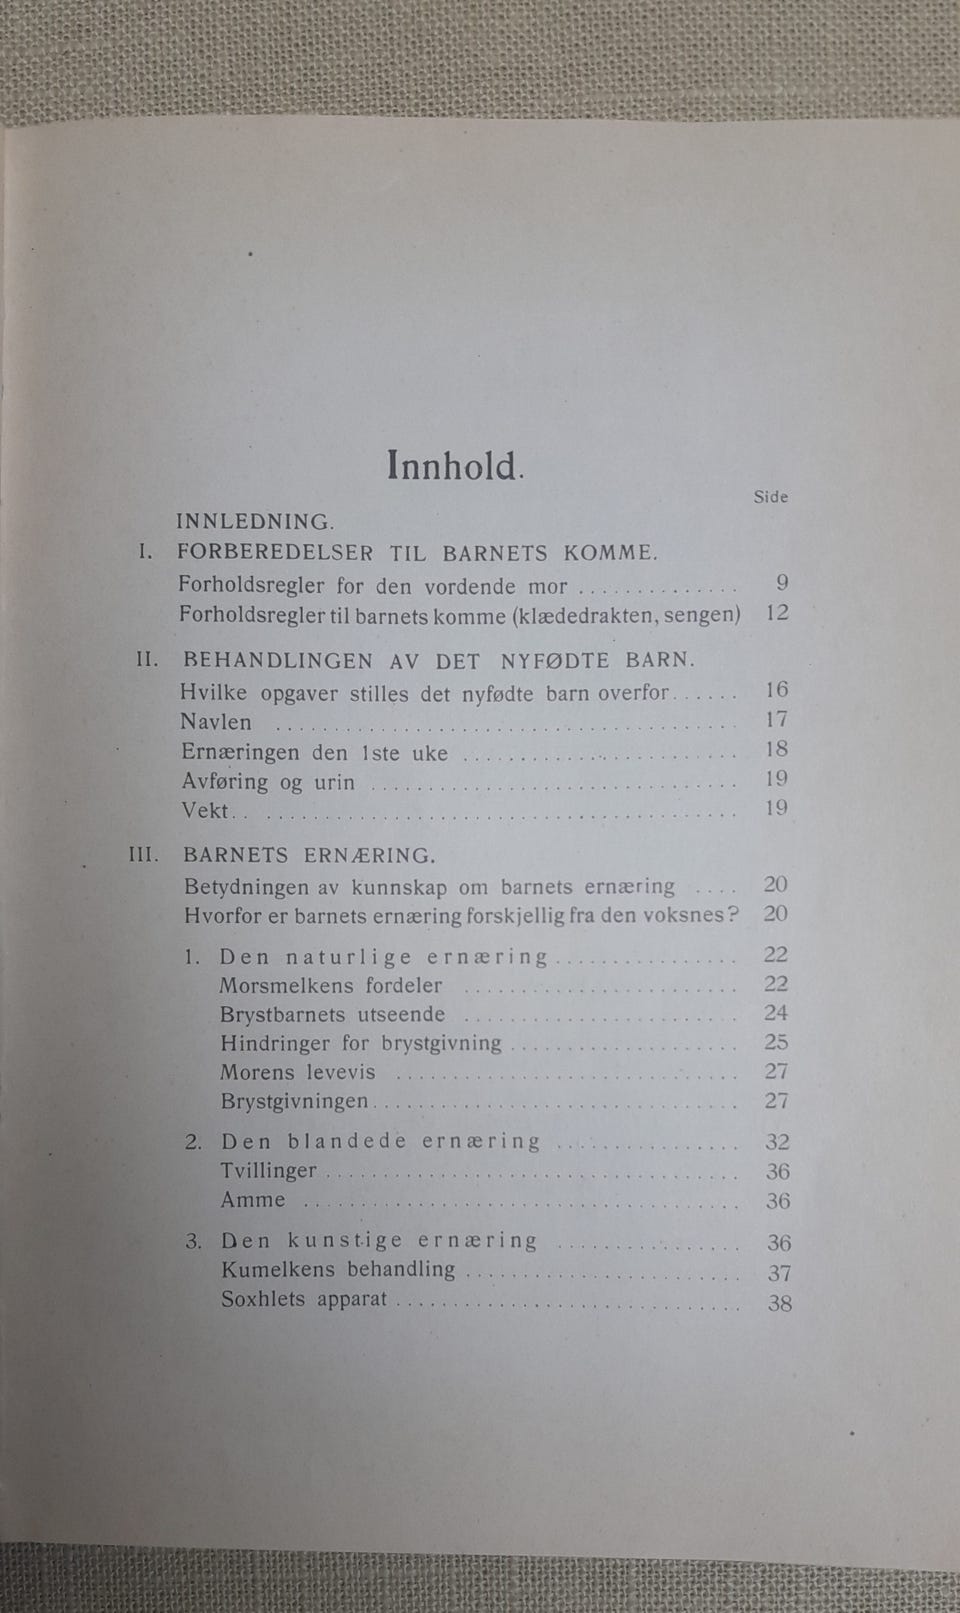 Innhold.
Side
INNLEDNING.
I. FORBEREDELSER TIL BARNETS KOMME.
Forholdsregler for den vordende mor .............. 9
Forholdsregler til barnets komme (klædedrakten, sengen) 12
II. BEHANDLINGEN AV DET NYFØDTE BARN.
Hvilke opgaver stilles det nyfødte barn overfor...... 16
Navlen ........................................ 17
Ernæringen den 1ste uke ........................ 18
Avføring og urin ................................ 19
Vekt.. ......................................... 19
III. BARNETS ERNÆRING.
Betydningen av kunnskap om barnets ernæring .... 20
Hvorfor er barnets ernæring forskjellig fra den voksnes? 20
1. Den naturlige ernæring................ 22
Morsmelkens fordeler ........................ 22
Brystbarnets utseende ........................ 24
Hindringer for brystgivning.................... 25
Morens levevis .............................. 27
Brystgivningen................................ 27
2. Den blandede ernæring ................ 32
Tvillinger.................................... 36
Amme ...................................... 36
3. Den kunstige ernæring ................ 36
Kumelkens behandling........................ 37
Soxhlets apparat.............................. 38